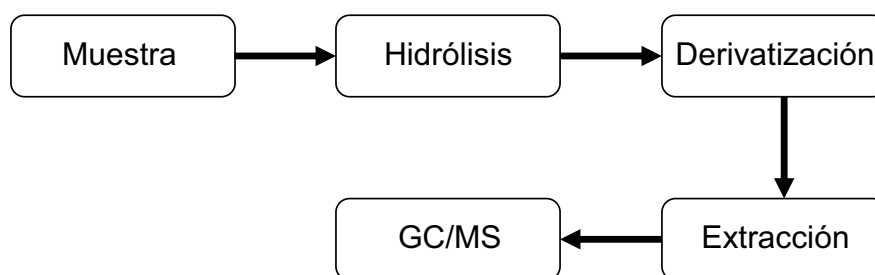 Muestra
Hidrólisis
Derivatización
Extracción
GC/MS